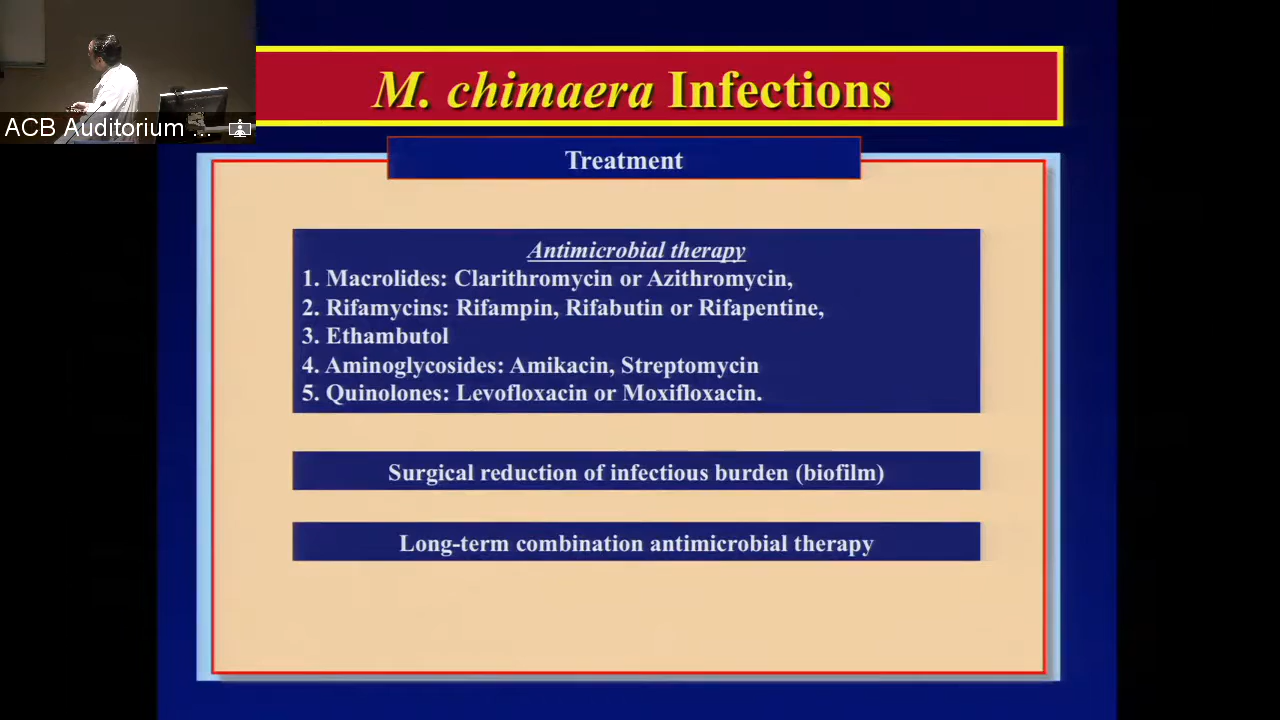 ACB Auditorium ...
M. chimaera Infections
Treatment
Antimicrobial therapy
1. Macrolides: Clarithromycin or Azithromycin,
2. Rifamycins: Rifampin, Rifabutin or Rifapentine,
3. Ethambutol
4. Aminoglycosides: Amikacin, Streptomycin
5. Quinolones: Levofloxacin or Moxifloxacin.
Surgical reduction of infectious burden (biofilm)
Long-term combination antimicrobial therapy